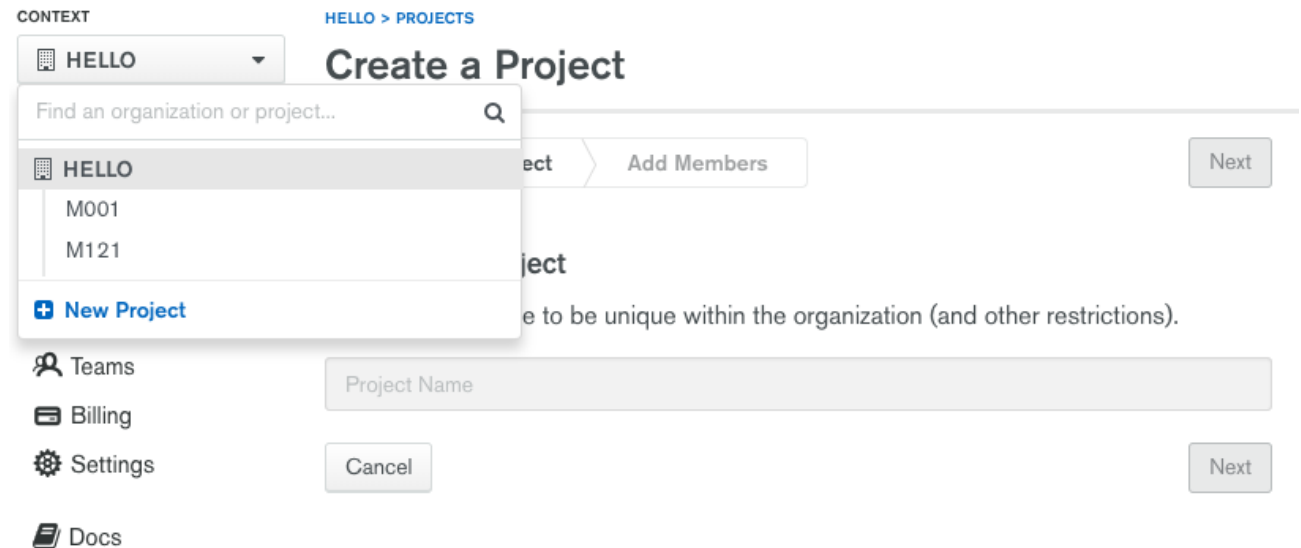 CONTEXT
HELLO
Find an organization or project...
HELLO
M001
M121
New Project
Teams
Billing
Settings
Docs
HELLO > PROJECTS
Create a Project
ect
Add Members
Next
ject
e to be unique within the organization (and other restrictions).
Project Name
Cancel
Next